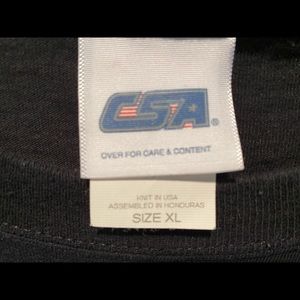 CSA®
OVER FOR CARE & CONTENT
KNIT IN USA
ASSEMBLED IN HONDURAS
SIZE XL